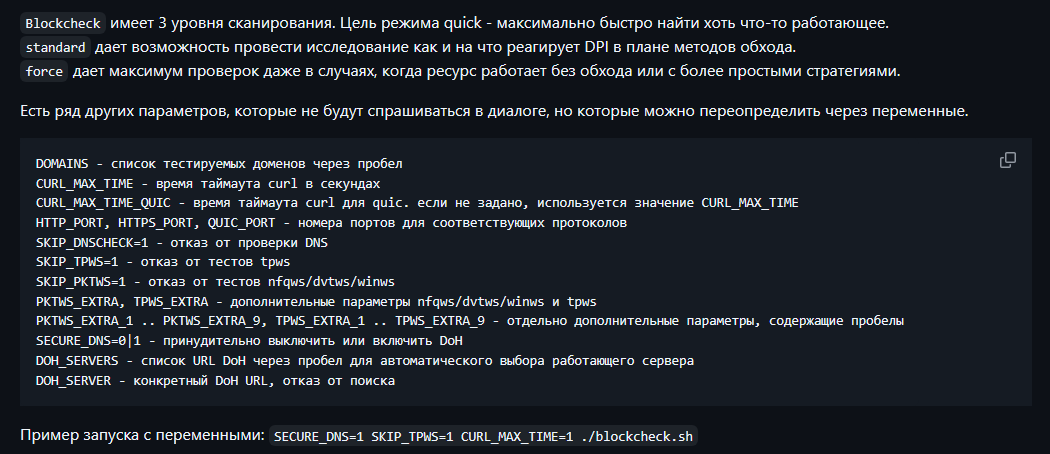 Blockcheck имеет 3 уровня сканирования. Цель режима quick - максимально быстро найти хоть что-то работающее.
standard дает возможность провести исследование как и на что реагирует DPI в плане методов обхода.
force дает максимум проверок даже в случаях, когда ресурс работает без обхода или с более простыми стратегиями.
Есть ряд других параметров, которые не будут спрашиваться в диалоге, но которые можно переопределить через переменные.
DOMAINS - список тестируемых доменов через пробел
CURL_MAX_TIME - время таймаута curl в секундах
CURL_MAX_TIME_QUIC - время таймаута curl для quic. если не задано, используется значение CURL_MAX_TIME
HTTP_PORT, HTTPS_PORT, QUIC_PORT - номера портов для соответствующих протоколов
SKIP_DNSCHECK=1 - отказ от проверки DNS
SKIP_TPWS=1 - отказ от тестов tpws
SKIP_PKTWS=1 - отказ от тестов nfqws/dvtws/winws
PKTWS_EXTRA, TPWS_EXTRA - дополнительные параметры nfqws/dvtws/winws и tpws
PKTWS_EXTRA_1 .. PKTWS_EXTRA_9, TPWS_EXTRA_1 .. TPWS_EXTRA_9 - отдельно дополнительные параметры, содержащие пробелы
SECURE_DNS=0|1 - принудительно выключить или включить DoH
DOH_SERVERS - список URL DoH через пробел для автоматического выбора работающего сервера
DOH_SERVER - конкретный DoH URL, отказ от поиска
Пример запуска с переменными: SECURE_DNS=1 SKIP_TPWS=1 CURL_MAX_TIME=1 ./blockcheck.sh